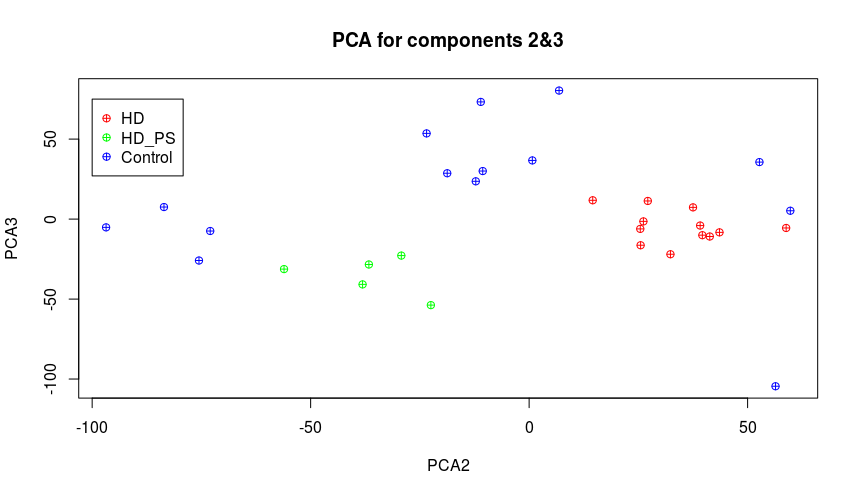 PCA for components 2&3
HD
HD_PS
Control
50
0
-50
-100
PCA3
-100
-50
0
50
PCA2